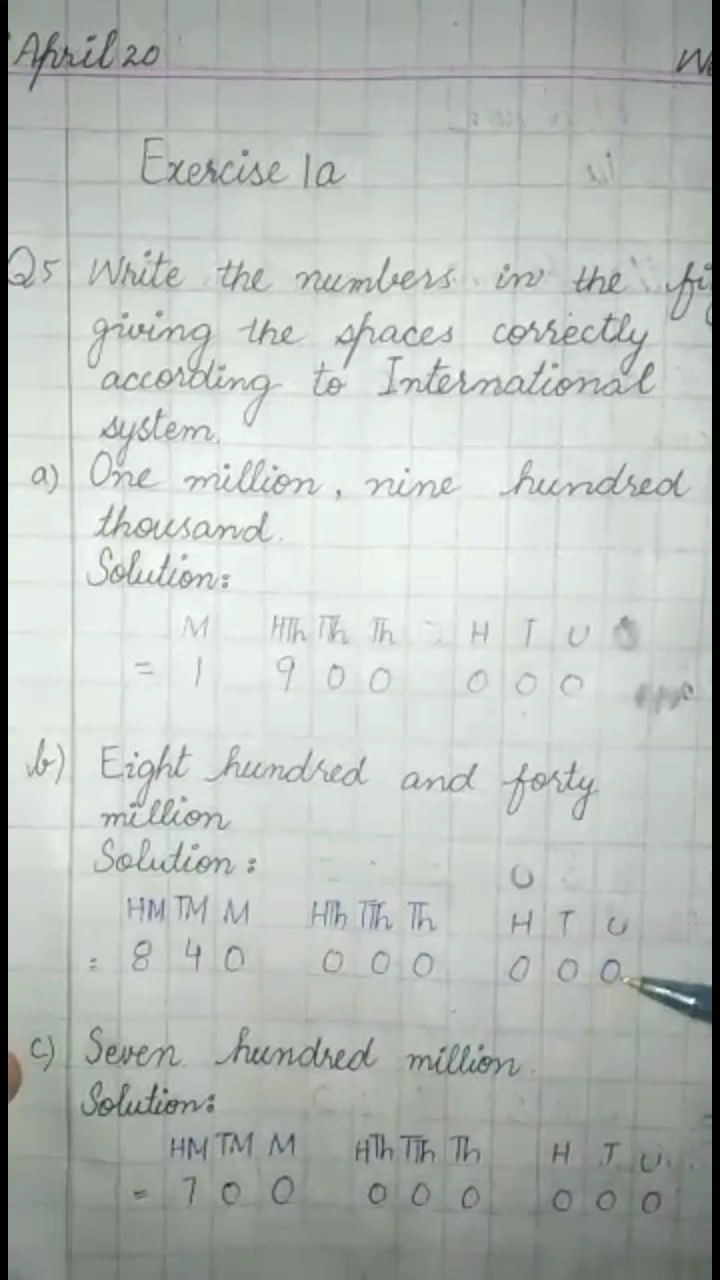 April 20
Exercise 1a
Q5 Write the numbers in the
giving the spaces correctly
according to International
system.
a) One million, nine hundred
thousand.
Solution:
M HTh TTh Th H T U
= 1 9 0 0 0 0 0
b) Eight hundred and forty
million
Solution:
U
HM TM M HTh TTh Th H T U
= 8 4 0 0 0 0 0 0 0
c) Seven hundred million.
Solution:
HM TM M HTh TTh Th H T U
= 7 0 0 0 0 0 0 0 0